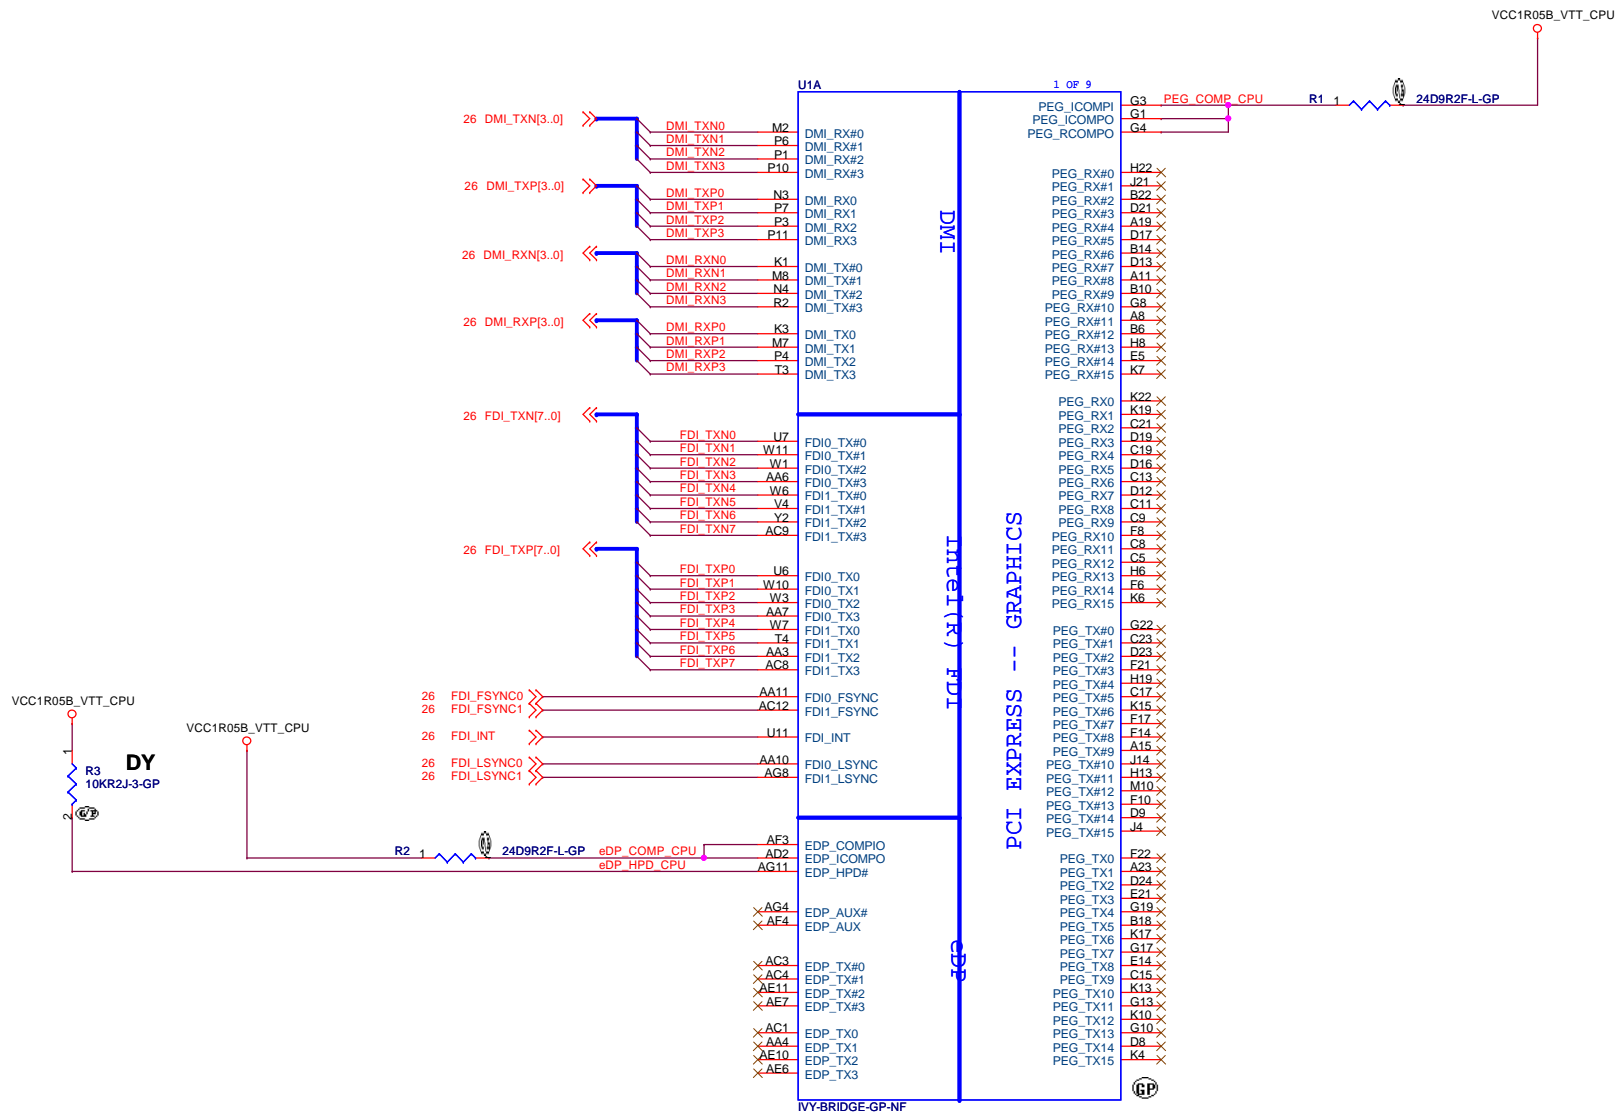 VCC1R05B_VTT_CPU
U1A
1 OF 9
26 DMI_TXN[3..0]
DMI_TXN0 M2 DMI_RX#0
DMI_TXN1 P6 DMI_RX#1
DMI_TXN2 P1 DMI_RX#2
DMI_TXN3 P10 DMI_RX#3
26 DMI_TXP[3..0]
DMI_TXP0 N3 DMI_RX0
DMI_TXP1 P7 DMI_RX1
DMI_TXP2 P3 DMI_RX2
DMI_TXP3 P11 DMI_RX3
26 DMI_RXN[3..0]
DMI_RXN0 K1 DMI_TX#0
DMI_RXN1 M8 DMI_TX#1
DMI_RXN2 N4 DMI_TX#2
DMI_RXN3 R2 DMI_TX#3
26 DMI_RXP[3..0]
DMI_RXP0 K3 DMI_TX0
DMI_RXP1 M7 DMI_TX1
DMI_RXP2 P4 DMI_TX2
DMI_RXP3 T3 DMI_TX3
DMI
26 FDI_TXN[7..0]
FDI_TXN0 U7 FDI0_TX#0
FDI_TXN1 W11 FDI0_TX#1
FDI_TXN2 W1 FDI0_TX#2
FDI_TXN3 AA6 FDI0_TX#3
FDI_TXN4 W6 FDI1_TX#0
FDI_TXN5 V4 FDI1_TX#1
FDI_TXN6 Y2 FDI1_TX#2
FDI_TXN7 AC9 FDI1_TX#3
26 FDI_TXP[7..0]
FDI_TXP0 U6 FDI0_TX0
FDI_TXP1 W10 FDI0_TX1
FDI_TXP2 W3 FDI0_TX2
FDI_TXP3 AA7 FDI0_TX3
FDI_TXP4 W7 FDI1_TX0
FDI_TXP5 T4 FDI1_TX1
FDI_TXP6 AA3 FDI1_TX2
FDI_TXP7 AC8 FDI1_TX3
26 FDI_FSYNC0 AA11 FDI0_FSYNC
26 FDI_FSYNC1 AC12 FDI1_FSYNC
26 FDI_INT U11 FDI_INT
26 FDI_LSYNC0 AA10 FDI0_LSYNC
26 FDI_LSYNC1 AG8 FDI1_LSYNC
Intel(R) FDI
VCC1R05B_VTT_CPU
VCC1R05B_VTT_CPU
1
DY
R3
10KR2J-3-GP
2
R2 1 24D9R2F-L-GP
eDP_COMP_CPU
eDP_HPD_CPU
AF3 EDP_COMPIO
AD2 EDP_ICOMPO
AG11 EDP_HPD#
AG4 EDP_AUX#
AF4 EDP_AUX
AC3 EDP_TX#0
AC4 EDP_TX#1
AE11 EDP_TX#2
AE7 EDP_TX#3
AC1 EDP_TX0
AA4 EDP_TX1
AE10 EDP_TX2
AE6 EDP_TX3
eDP
PCI EXPRESS -- GRAPHICS
PEG_ICOMPI G3 PEG_COMP_CPU R1 1 24D9R2F-L-GP
PEG_ICOMPO G1
PEG_RCOMPO G4
PEG_RX#0 H22
PEG_RX#1 J21
PEG_RX#2 B22
PEG_RX#3 D21
PEG_RX#4 A19
PEG_RX#5 D17
PEG_RX#6 B14
PEG_RX#7 D13
PEG_RX#8 A11
PEG_RX#9 B10
PEG_RX#10 G8
PEG_RX#11 A8
PEG_RX#12 B6
PEG_RX#13 H8
PEG_RX#14 E5
PEG_RX#15 K7
PEG_RX0 K22
PEG_RX1 K19
PEG_RX2 C21
PEG_RX3 D19
PEG_RX4 C19
PEG_RX5 D16
PEG_RX6 C13
PEG_RX7 D12
PEG_RX8 C11
PEG_RX9 C9
PEG_RX10 F8
PEG_RX11 C8
PEG_RX12 C5
PEG_RX13 H6
PEG_RX14 F6
PEG_RX15 K6
PEG_TX#0 G22
PEG_TX#1 C23
PEG_TX#2 D23
PEG_TX#3 F21
PEG_TX#4 H19
PEG_TX#5 C17
PEG_TX#6 K15
PEG_TX#7 F17
PEG_TX#8 F14
PEG_TX#9 A15
PEG_TX#10 J14
PEG_TX#11 H13
PEG_TX#12 M10
PEG_TX#13 F10
PEG_TX#14 D9
PEG_TX#15 J4
PEG_TX0 F22
PEG_TX1 A23
PEG_TX2 D24
PEG_TX3 E21
PEG_TX4 G19
PEG_TX5 B18
PEG_TX6 K17
PEG_TX7 G17
PEG_TX8 E14
PEG_TX9 C15
PEG_TX10 K13
PEG_TX11 G13
PEG_TX12 K10
PEG_TX13 G10
PEG_TX14 D8
PEG_TX15 K4
GP
IVY-BRIDGE-GP-NF